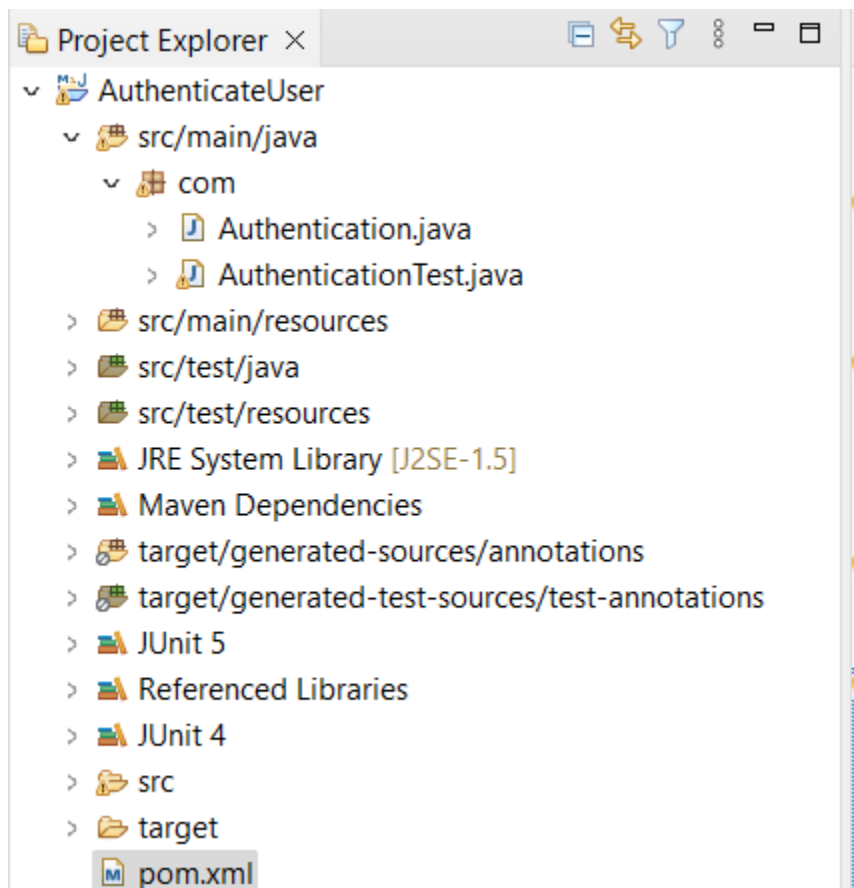 Project Explorer
AuthenticateUser
src/main/java
com
Authentication.java
AuthenticationTest.java
src/main/resources
src/test/java
src/test/resources
JRE System Library [J2SE-1.5]
Maven Dependencies
target/generated-sources/annotations
target/generated-test-sources/test-annotations
JUnit 5
Referenced Libraries
JUnit 4
src
target
pom.xml